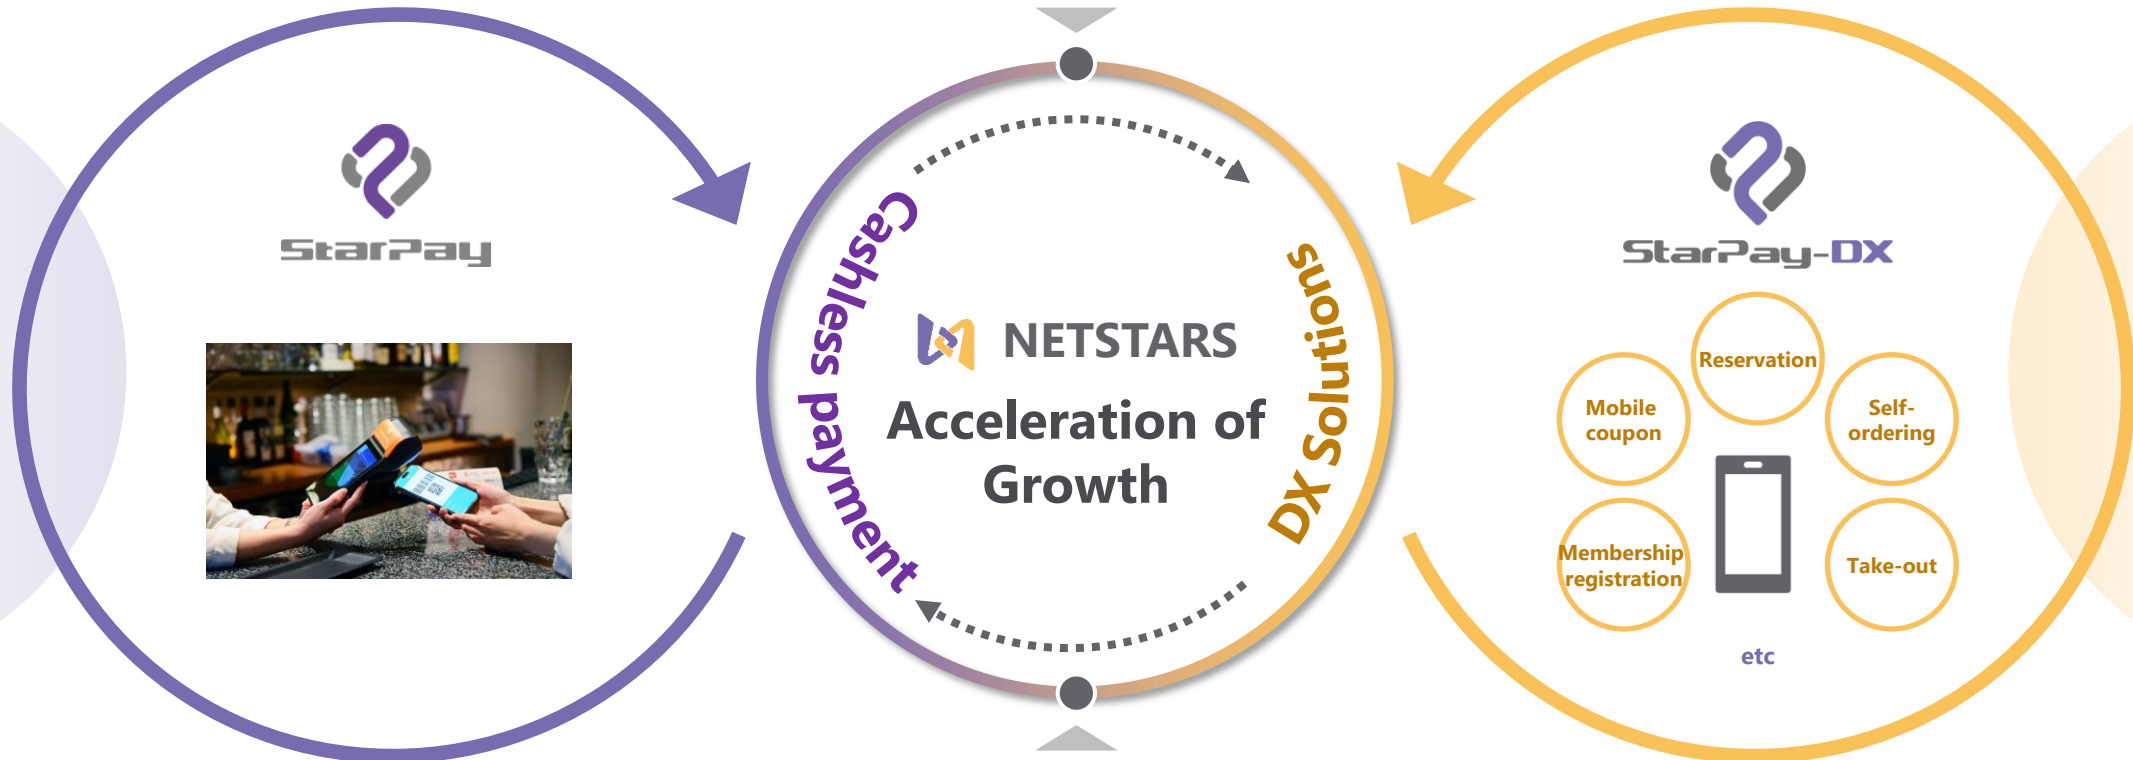 StarPay
Cashless payment
NETSTARS
Acceleration of
Growth
DX Solnutions
StarPay-DX
Reservation
Mobile
coupon
Self-
ordering
Membership
registration
Take-out
etc